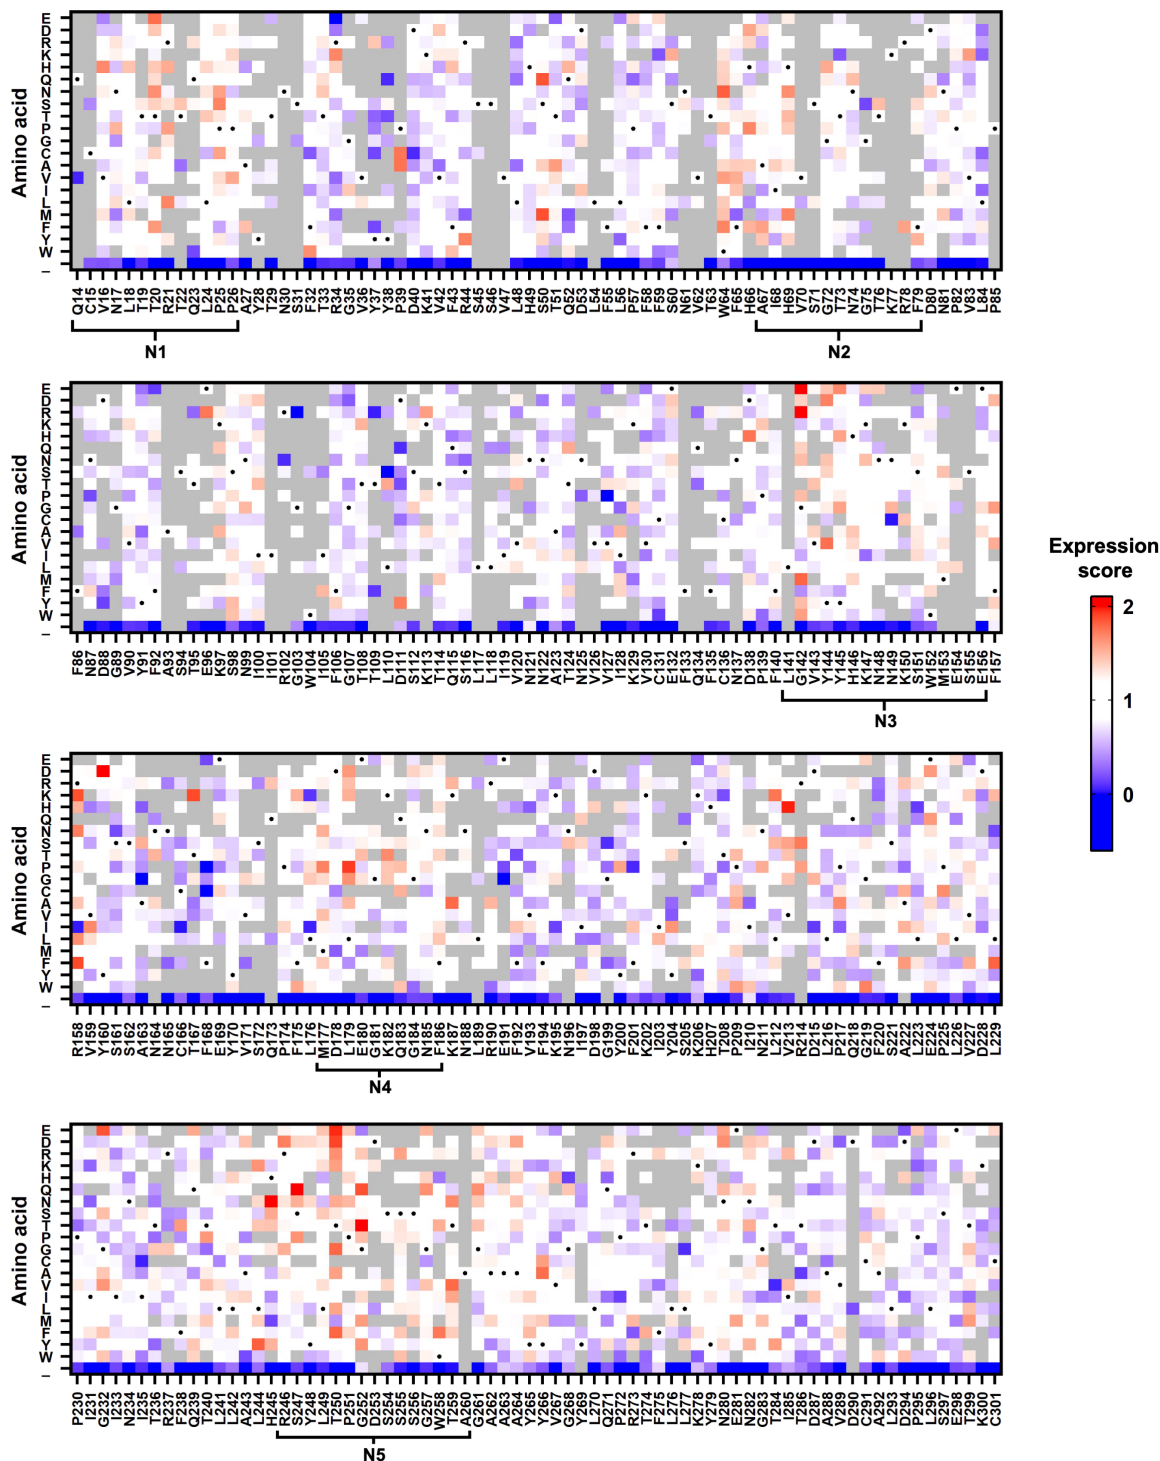 Amino acid
E
D
R
K
H
Q
N
S
T
P
G
C
A
V
I
L
M
F
Y
W
–
Q14 C15 V16 N17 L18 T19 T20 R21 T22 Q23 L24 P25 P26 A27 Y28 T29 N30 S31 F32 T33 R34 G35 V36 Y37 Y38 P39 D40 K41 V42 F43 R44 S45 S46 V47 L48 H49 S50 T51 Q52 D53 L54 F55 L56 P57 F58 F59 S60 N61 V62 T63 W64 F65 H66 A67 I68 H69 V70 S71 G72 T73 N74 G75 T76 K77 R78 F79 D80 N81 P82 V83 L84 P85
N1 N2
Amino acid
E
D
R
K
H
Q
N
S
T
P
G
C
A
V
I
L
M
F
Y
W
–
F86 N87 D88 G89 V90 Y91 F92 A93 S94 T95 E96 K97 S98 N99 I100 I101 R102 G103 W104 I105 F106 G107 T108 T109 L110 D111 S112 K113 T114 Q115 S116 L117 L118 I119 V120 N121 N122 A123 T124 N125 V126 V127 I128 K129 V130 C131 E132 F133 Q134 F135 C136 N137 D138 P139 F140 L141 G142 V143 Y144 Y145 H146 K147 N148 N149 K150 S151 W152 M153 E154 S155 E156 F157
N3
Expression
score
2
1
0
Amino acid
E
D
R
K
H
Q
N
S
T
P
G
C
A
V
I
L
M
F
Y
W
–
R158 V159 Y160 S161 S162 A163 N164 N165 C166 T167 F168 E169 Y170 V171 S172 Q173 P174 F175 L176 M177 D178 L179 E180 G181 K182 Q183 G184 N185 F186 K187 N188 L189 R190 E191 F192 V193 F194 K195 N196 I197 D198 G199 Y200 F201 K202 I203 Y204 S205 K206 H207 T208 P209 I210 N211 L212 V213 R214 D215 L216 P217 Q218 G219 F220 S221 A222 L223 E224 P225 L226 V227 D228 L229
N4
Amino acid
E
D
R
K
H
Q
N
S
T
P
G
C
A
V
I
L
M
F
Y
W
–
P230 I231 G232 I233 N234 I235 T236 R237 F238 Q239 T240 L241 L242 A243 L244 H245 R246 S247 Y248 L249 T250 P251 G252 D253 S254 S255 S256 G257 W258 T259 A260 G261 A262 A263 A264 Y265 Y266 V267 G268 Y269 L270 Q271 P272 R273 T274 F275 L276 L277 K278 Y279 N280 E281 N282 G283 T284 I285 T286 D287 A288 V289 D290 C291 A292 L293 D294 P295 L296 S297 E298 T299 K300 C301
N5